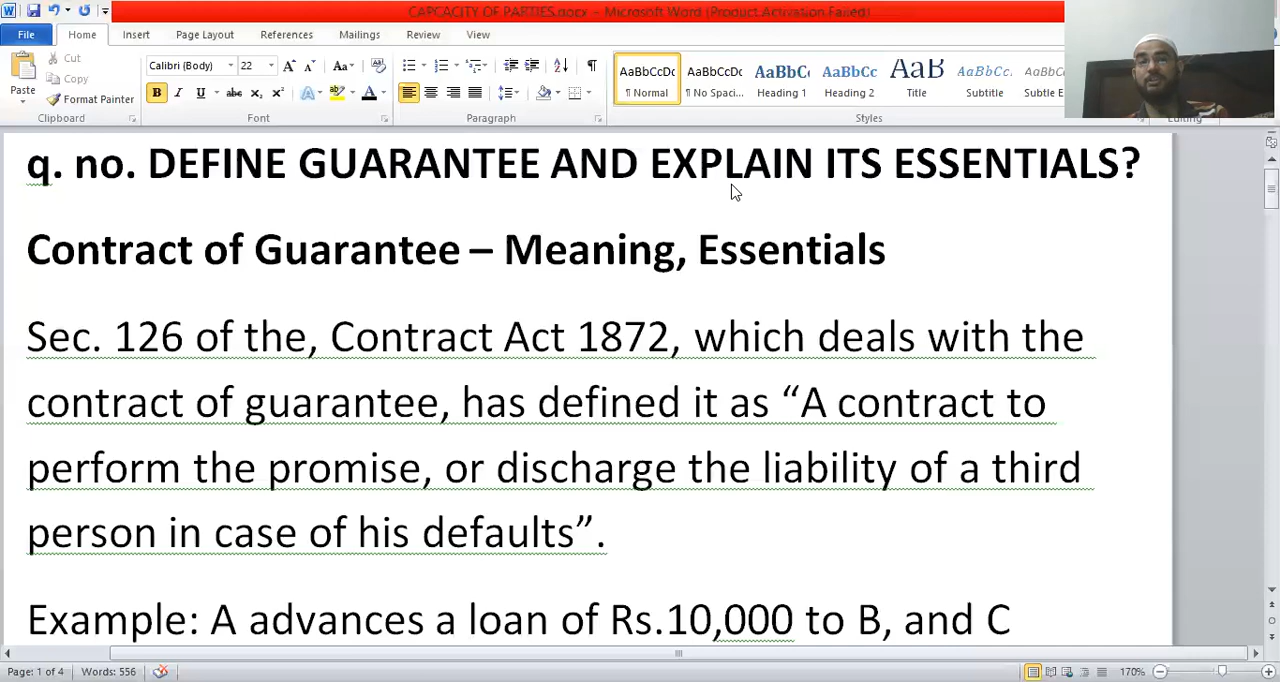 CAPCACITY OF PARTIES.docx - Microsoft Word (Product Activation Failed)
File Home Insert Page Layout References Mailings Review View
Paste
Cut
Copy
Format Painter
Clipboard
Calibri (Body) 22
Font
Paragraph
AaBbCcDc AaBbCcDc AaBbC AaBbCc AaB AaBbCc. AaBbCc
¶ Normal ¶ No Spaci... Heading 1 Heading 2 Title Subtitle Subtle E
Styles
Editing
q. no. DEFINE GUARANTEE AND EXPLAIN ITS ESSENTIALS?
Contract of Guarantee – Meaning, Essentials
Sec. 126 of the, Contract Act 1872, which deals with the
contract of guarantee, has defined it as “A contract to
perform the promise, or discharge the liability of a third
person in case of his defaults”.
Example: A advances a loan of Rs.10,000 to B, and C
Page: 1 of 4 Words: 556 170%